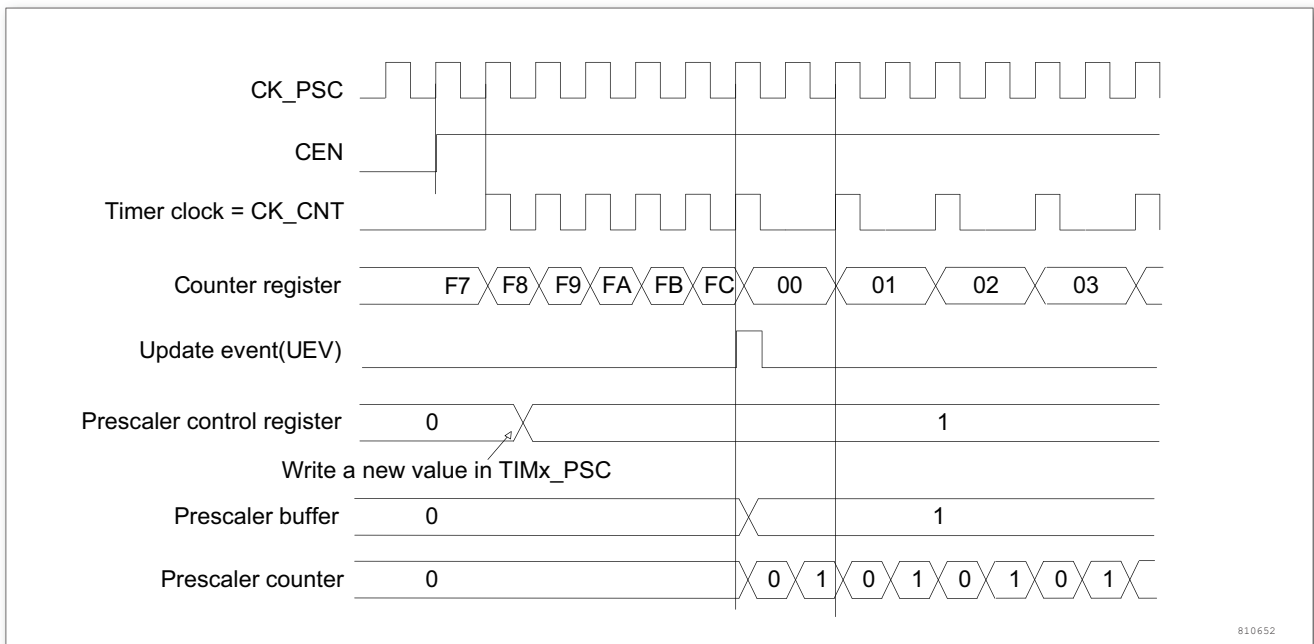 CK_PSC
CEN
Timer clock = CK_CNT
Counter register F7 F8 F9 FA FB FC 00 01 02 03
Update event(UEV)
Prescaler control register 0 1
Write a new value in TIMx_PSC
Prescaler buffer 0 1
Prescaler counter 0 0 1 0 1 0 1 0 1
810652